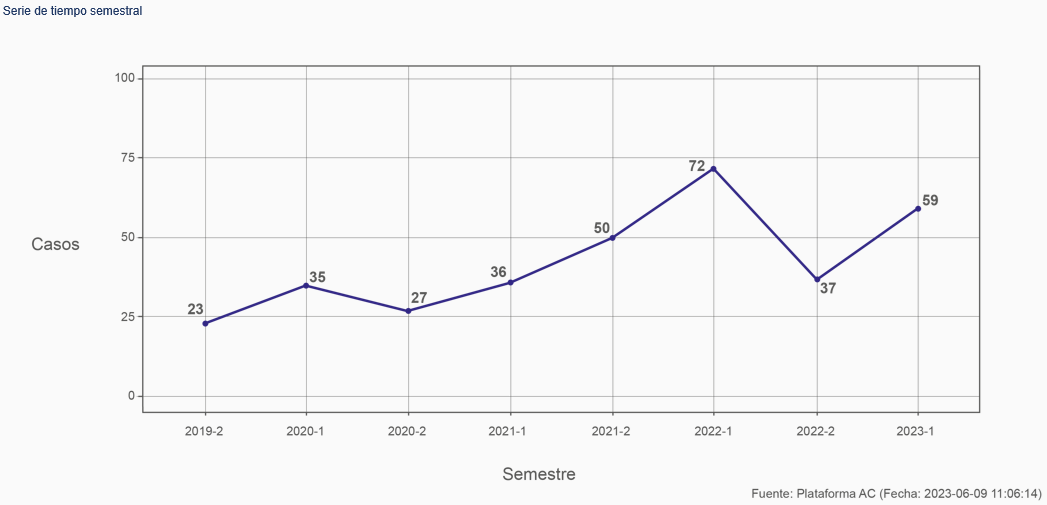 Serie de tiempo semestral
100
75
50
25
0
Casos
23
35
27
36
50
72
37
59
2019-2 2020-1 2020-2 2021-1 2021-2 2022-1 2022-2 2023-1
Semestre
Fuente: Plataforma AC (Fecha: 2023-06-09 11:06:14)